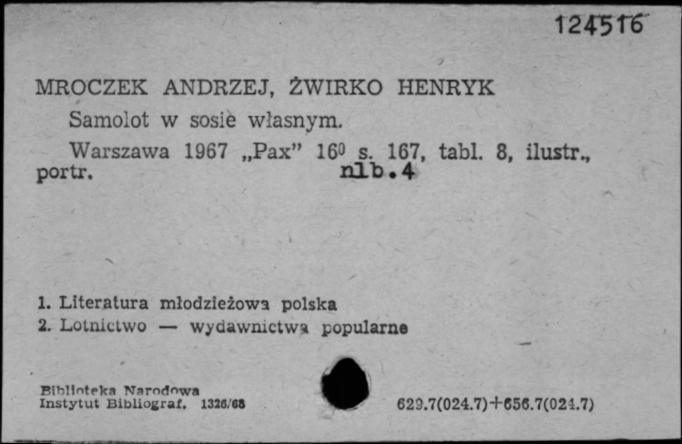 124516
MROCZEK ANDRZEJ, ŻWIRKO HENRYK
Samolot w sosie własnym.
Warszawa 1967 „Pax” 16⁰ s. 167, tabl. 8, ilustr.,
portr. nlb.4
1. Literatura młodzieżowa polska
2. Lotnictwo — wydawnictwa popularne
Biblioteka Narodowa
Instytut Bibliograf. 1326/68
629.7(024.7)+656.7(024.7)